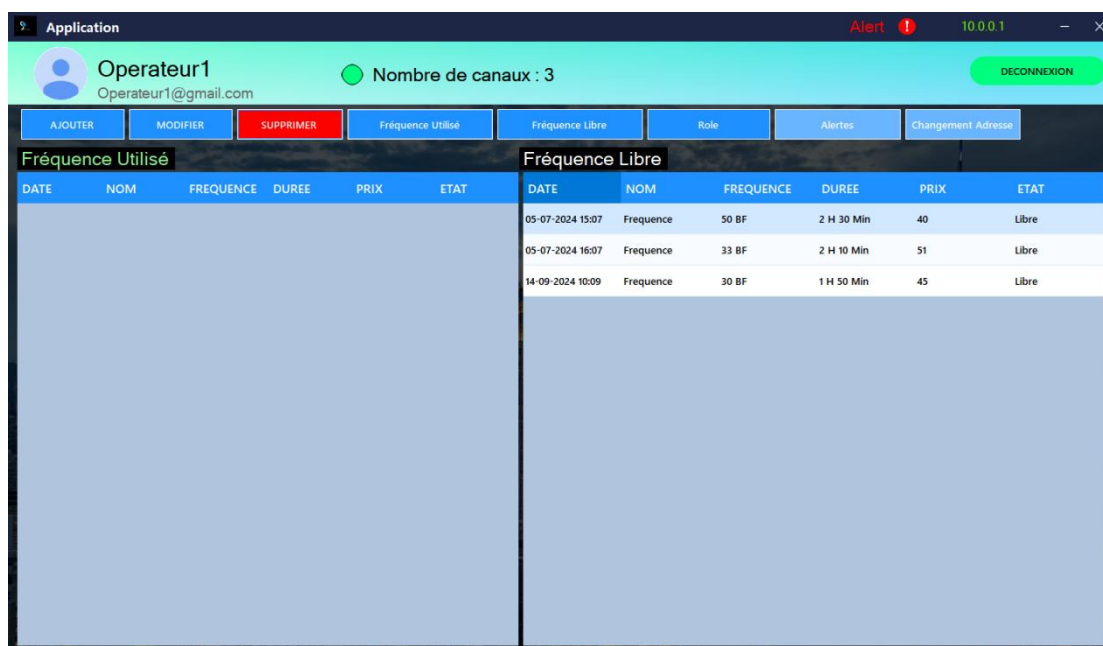 Application Alert 10.0.0.1
Operateur1
Operateur1@gmail.com
Nombre de canaux : 3
DECONNEXION
AJOUTER MODIFIER SUPPRIMER Fréquence Utilisé Fréquence Libre Role Alertes Changement Adresse
Fréquence Utilisé
DATE NOM FREQUENCE DUREE PRIX ETAT
Fréquence Libre
DATE NOM FREQUENCE DUREE PRIX ETAT
05-07-2024 15:07 Frequence 50 BF 2 H 30 Min 40 Libre
05-07-2024 16:07 Frequence 33 BF 2 H 10 Min 51 Libre
14-09-2024 10:09 Frequence 30 BF 1 H 50 Min 45 Libre